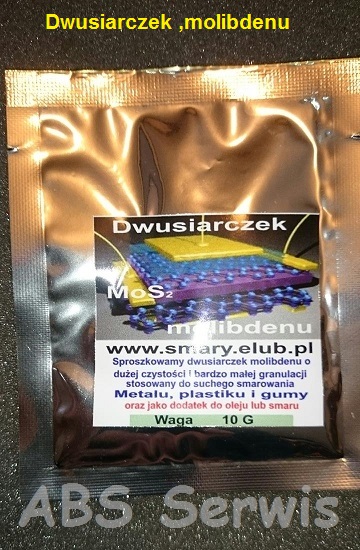 Dwusiarczek ,molibdenu
Dwusiarczek
MoS₂
molibdenu
www.smary.elub.pl
Sproszkowamy dwusiarczek molibdenu o
dużej czystości i bardzo małej granulacji
stosowany do suchego smarowania
Metalu, plastiku i gumy
oraz jako dodatek do oleju lub smaru
Waga 10 G
ABS Serwis